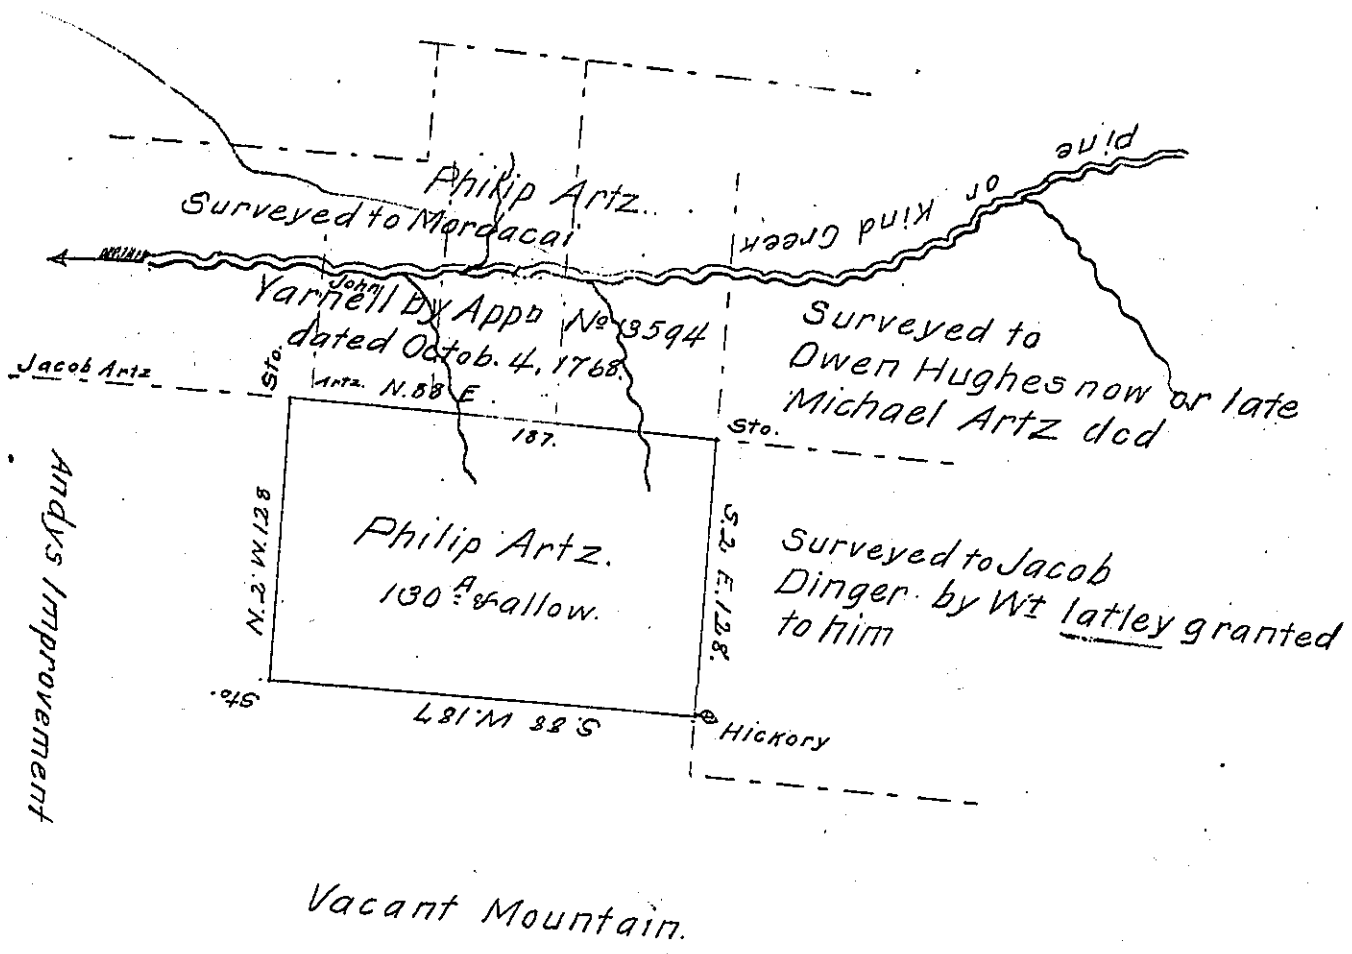 pine
or Kind Creek
Philip Artz.
Surveyed to Mordacai
John
Yarnell by Appn No 3594
dated Octob. 4, 1768.
Surveyed to
Owen Hughes now or late
Michael Artz dcd
Jacob Artz
Sto.
Artz. N. 88 E
187.
Sto.
Andys Improvement
N. 2. W. 128
Philip Artz.
130 A & allow.
S. 2 E. 128.
Surveyed to Jacob
Dinger by Wt latley granted
to him
Sto.
S. 88 W. 187
Hickory
Vacant Mountain.